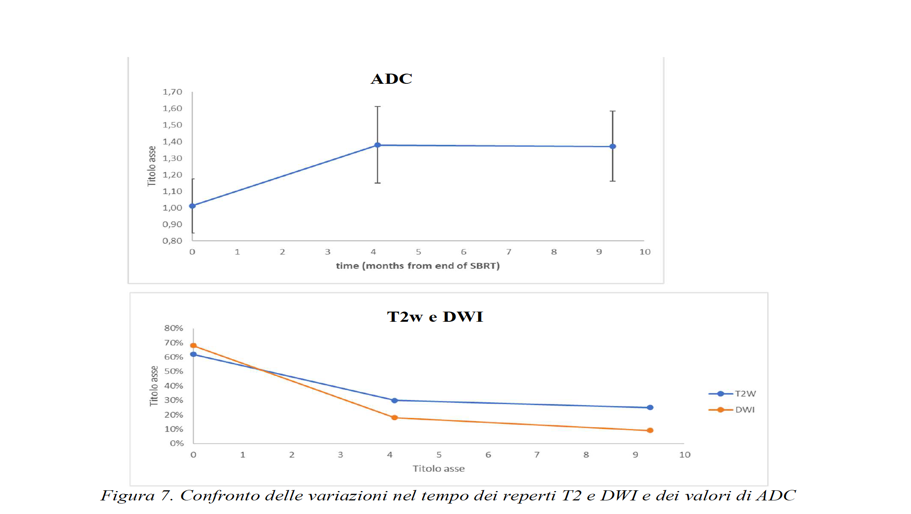 ADC
1,70
1,60
1,50
1,40
1,30
1,20
1,10
1,00
0,90
0,80
Titolo asse
0 1 2 3 4 5 6 7 8 9 10
time (months from end of SBRT)
T2w e DWI
80%
70%
60%
50%
40%
30%
20%
10%
0%
Titolo asse
0 1 2 3 4 5 6 7 8 9 10
Titolo asse
T2W
DWI
Figura 7. Confronto delle variazioni nel tempo dei reperti T2 e DWI e dei valori di ADC